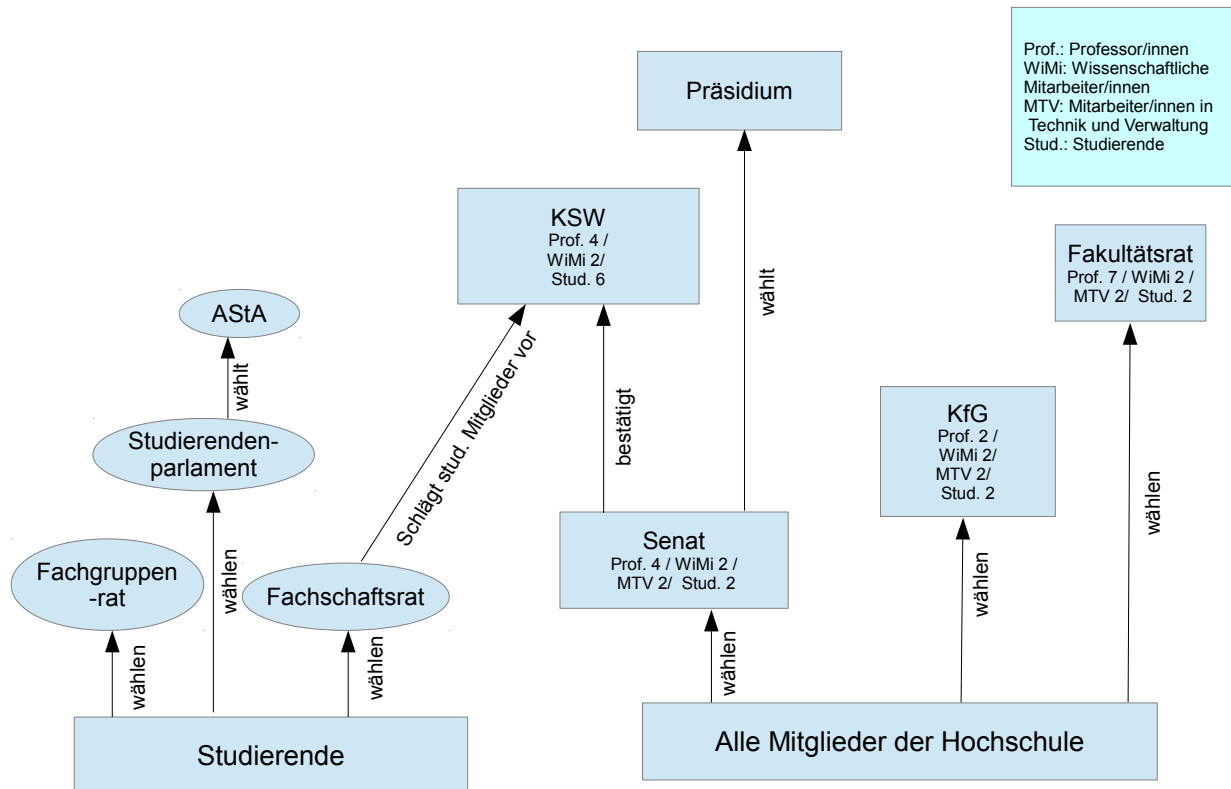 Prof.: Professor/innen
WiMi: Wissenschaftliche
Mitarbeiter/innen
MTV: Mitarbeiter/innen in
Technik und Verwaltung
Stud.: Studierende
Präsidium
KSW
Prof. 4 /
WiMi 2/
Stud. 6
Fakultätsrat
Prof. 7 / WiMi 2 /
MTV 2/ Stud. 2
AStA
wählt
Schlägt stud. Mitglieder vor
bestätigt
wählt
Studierenden-
parlament
KfG
Prof. 2 /
WiMi 2/
MTV 2/
Stud. 2
wählen
Fachgruppen
-rat
wählen
Fachschaftsrat
Senat
Prof. 4 / WiMi 2 /
MTV 2/ Stud. 2
wählen
wählen
wählen
wählen
Studierende
Alle Mitglieder der Hochschule